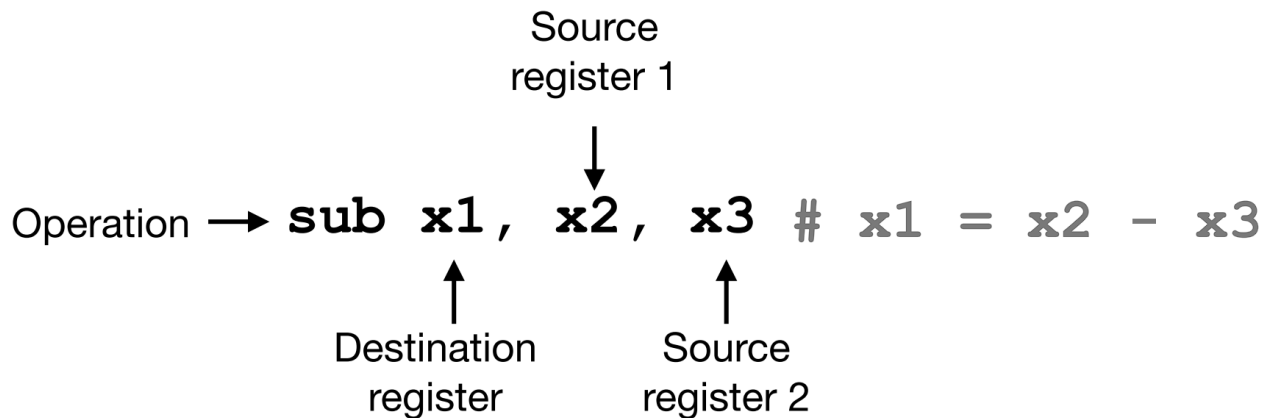 Source
register 1
Operation
sub x1, x2, x3 # x1 = x2 - x3
Destination
register
Source
register 2